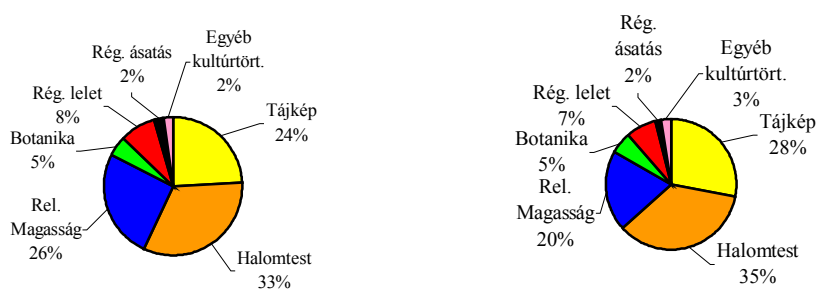 Egyéb
kultúrtört.
2%
Tájkép
24%
Halomtest
33%
Rel.
Magasság
26%
Botanika
5%
Rég. lelet
8%
Rég. ásatás
2%
Egyéb
kultúrtört.
3%
Tájkép
28%
Halomtest
35%
Rel.
Magasság
20%
Botanika
5%
Rég. lelet
7%
Rég.
ásatás
2%